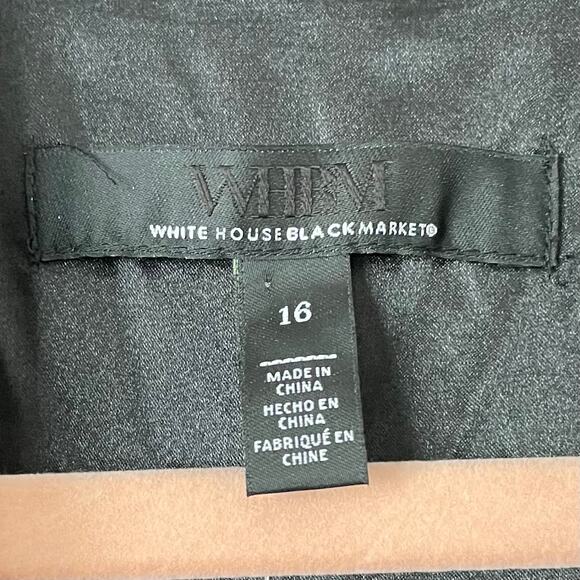 WHBM
WHITE HOUSE BLACK MARKET®
16
MADE IN
CHINA
HECHO EN
CHINA
FABRIQUÉ EN
CHINE